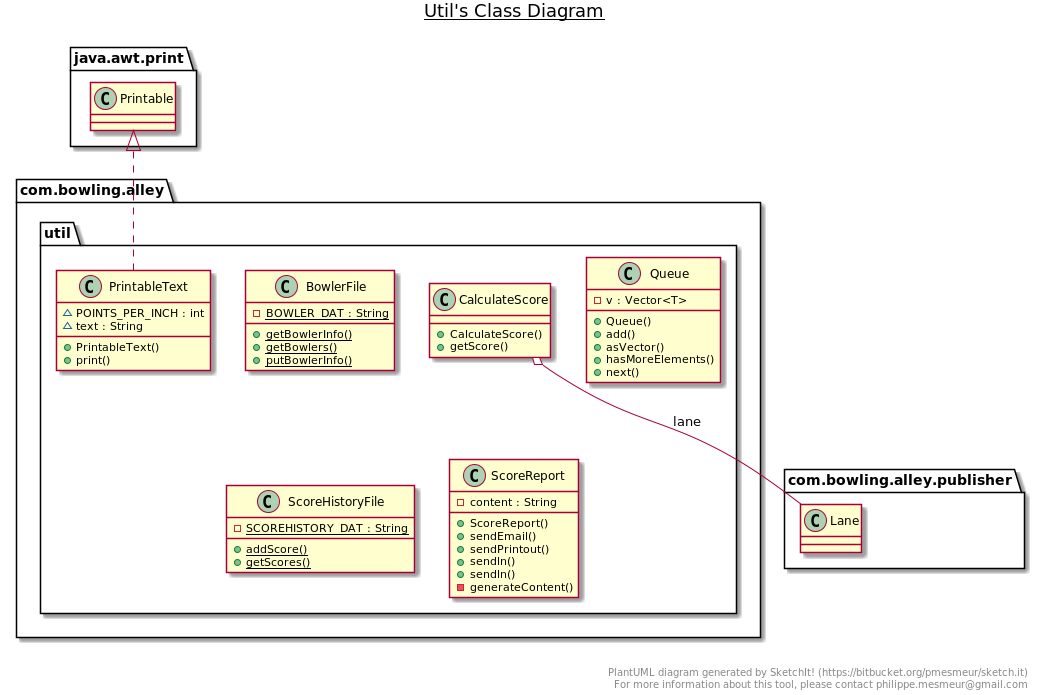 Util's Class Diagram
java.awt.print
C Printable
com.bowling.alley
util
C PrintableText
POINTS_PER_INCH : int
text : String
PrintableText()
print()
C BowlerFile
BOWLER_DAT : String
getBowlerInfo()
getBowlers()
putBowlerInfo()
C CalculateScore
CalculateScore()
getScore()
C Queue
v : Vector<T>
Queue()
add()
asVector()
hasMoreElements()
next()
lane
C ScoreHistoryFile
SCOREHISTORY_DAT : String
addScore()
getScores()
C ScoreReport
content : String
ScoreReport()
sendEmail()
sendPrintout()
sendIn()
sendIn()
generateContent()
com.bowling.alley.publisher
C Lane
PlantUML diagram generated by SketchIt! (https://bitbucket.org/pmesmeur/sketch.it)
For more information about this tool, please contact philippe.mesmeur@gmail.com